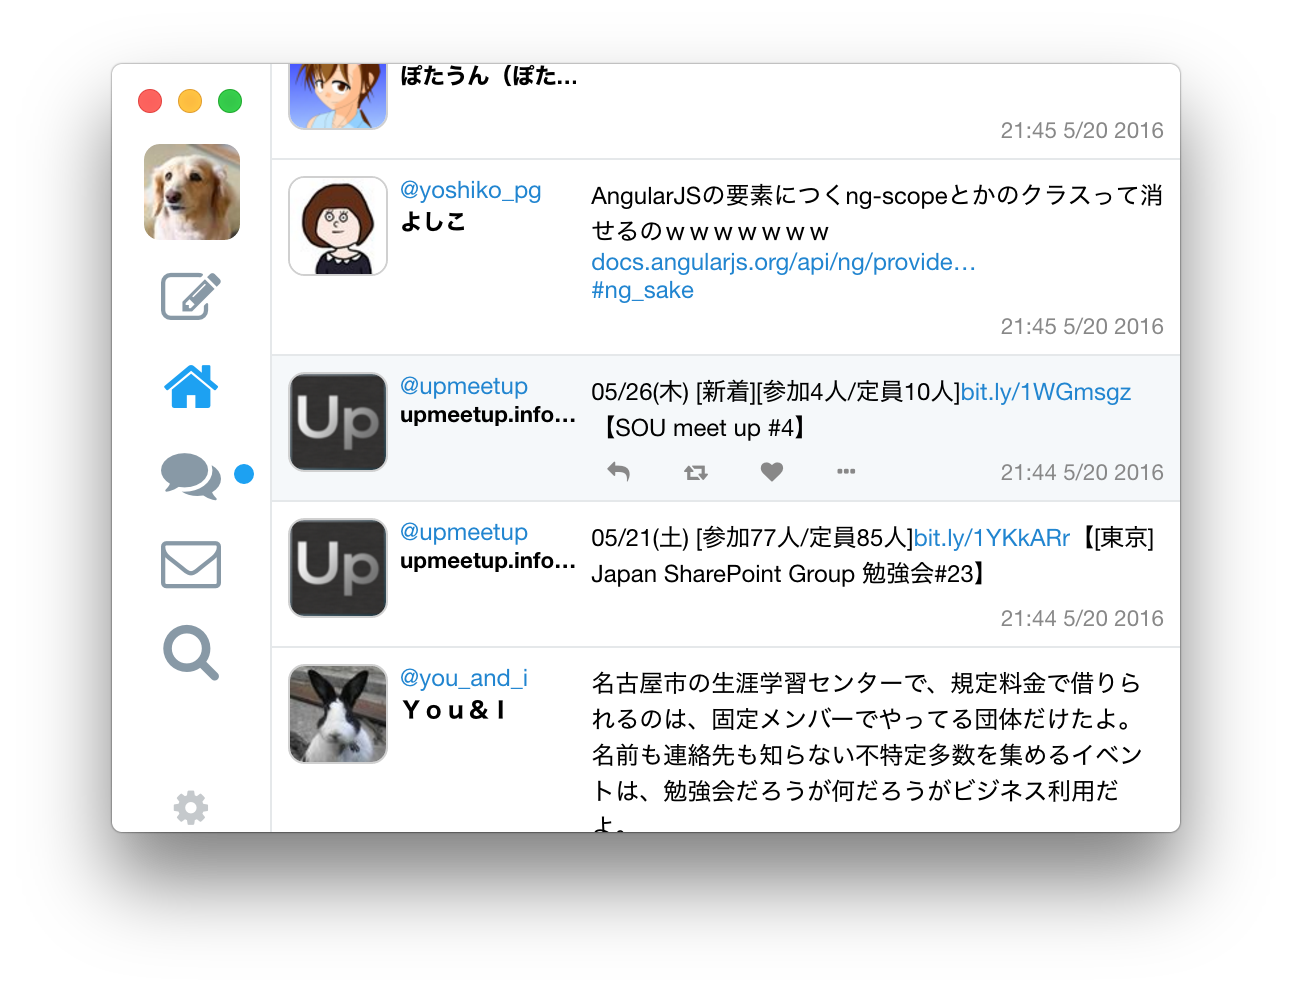 ぽたうん（ぽた…
21:45 5/20 2016
@yoshiko_pg
よしこ
AngularJSの要素につくng-scopeとかのクラスって消
せるのｗｗｗｗｗｗｗ
docs.angularjs.org/api/ng/provide…
#ng_sake
21:45 5/20 2016
Up
@upmeetup
upmeetup.info…
05/26(木) [新着][参加4人/定員10人]bit.ly/1WGmsgz
【SOU meet up #4】
21:44 5/20 2016
Up
@upmeetup
upmeetup.info…
05/21(土) [参加77人/定員85人]bit.ly/1YKkARr【[東京]
Japan SharePoint Group 勉強会#23】
21:44 5/20 2016
@you_and_i
Ｙｏｕ＆Ｉ
名古屋市の生涯学習センターで、規定料金で借りら
れるのは、固定メンバーでやってる団体だけたよ。
名前も連絡先も知らない不特定多数を集めるイベン
トは、勉強会だろうが何だろうがビジネス利用だ
よ。